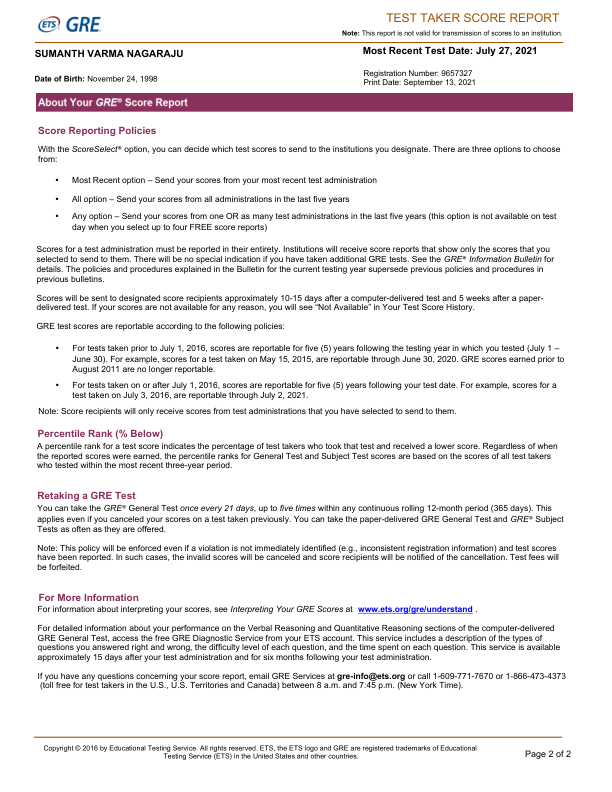 ETS GRE®
TEST TAKER SCORE REPORT
Note: This report is not valid for transmission of scores to an institution.
SUMANTH VARMA NAGARAJU
Most Recent Test Date: July 27, 2021
Date of Birth: November 24, 1998
Registration Number: 9657327
Print Date: September 13, 2021
About Your GRE® Score Report
Score Reporting Policies
With the ScoreSelect® option, you can decide which test scores to send to the institutions you designate. There are three options to choose
from:
• Most Recent option – Send your scores from your most recent test administration
• All option – Send your scores from all administrations in the last five years
• Any option – Send your scores from one OR as many test administrations in the last five years (this option is not available on test
day when you select up to four FREE score reports)
Scores for a test administration must be reported in their entirety. Institutions will receive score reports that show only the scores that you
selected to send to them. There will be no special indication if you have taken additional GRE tests. See the GRE® Information Bulletin for
details. The policies and procedures explained in the Bulletin for the current testing year supersede previous policies and procedures in
previous bulletins.
Scores will be sent to designated score recipients approximately 10-15 days after a computer-delivered test and 5 weeks after a paper-
delivered test. If your scores are not available for any reason, you will see “Not Available” in Your Test Score History.
GRE test scores are reportable according to the following policies:
• For tests taken prior to July 1, 2016, scores are reportable for five (5) years following the testing year in which you tested (July 1 –
June 30). For example, scores for a test taken on May 15, 2015, are reportable through June 30, 2020. GRE scores earned prior to
August 2011 are no longer reportable.
• For tests taken on or after July 1, 2016, scores are reportable for five (5) years following your test date. For example, scores for a
test taken on July 3, 2016, are reportable through July 2, 2021.
Note: Score recipients will only receive scores from test administrations that you have selected to send to them.
Percentile Rank (% Below)
A percentile rank for a test score indicates the percentage of test takers who took that test and received a lower score. Regardless of when
the reported scores were earned, the percentile ranks for General Test and Subject Test scores are based on the scores of all test takers
who tested within the most recent three-year period.
Retaking a GRE Test
You can take the GRE® General Test once every 21 days, up to five times within any continuous rolling 12-month period (365 days). This
applies even if you canceled your scores on a test taken previously. You can take the paper-delivered GRE General Test and GRE® Subject
Tests as often as they are offered.
Note: This policy will be enforced even if a violation is not immediately identified (e.g., inconsistent registration information) and test scores
have been reported. In such cases, the invalid scores will be canceled and score recipients will be notified of the cancellation. Test fees will
be forfeited.
For More Information
For information about interpreting your scores, see Interpreting Your GRE Scores at www.ets.org/gre/understand .
For detailed information about your performance on the Verbal Reasoning and Quantitative Reasoning sections of the computer-delivered
GRE General Test, access the free GRE Diagnostic Service from your ETS account. This service includes a description of the types of
questions you answered right and wrong, the difficulty level of each question, and the time spent on each question. This service is available
approximately 15 days after your test administration and for six months following your test administration.
If you have any questions concerning your score report, email GRE Services at gre-info@ets.org or call 1-609-771-7670 or 1-866-473-4373
(toll free for test takers in the U.S., U.S. Territories and Canada) between 8 a.m. and 7:45 p.m. (New York Time).
Copyright © 2016 by Educational Testing Service. All rights reserved. ETS, the ETS logo and GRE are registered trademarks of Educational
Testing Service (ETS) in the United States and other countries.
Page 2 of 2